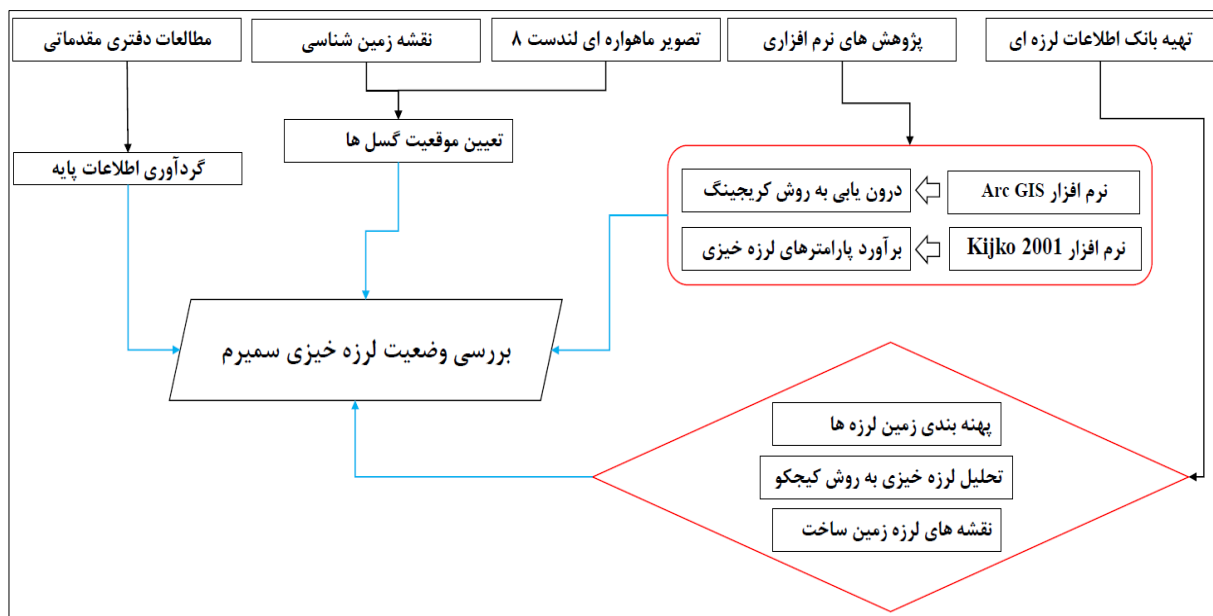 تهیه بانک اطلاعات لرزه ای
پژوهش های نرم افزاری
تصویر ماهواره ای لندست ۸
نقشه زمین شناسی
مطالعات دفتری مقدماتی
تعیین موقعیت گسل ها
گردآوری اطلاعات پایه
نرم افزار Arc GIS
درون یابی به روش کریجینگ
نرم افزار Kijko 2001
برآورد پارامترهای لرزه خیزی
بررسی وضعیت لرزه خیزی سمیرم
پهنه بندی زمین لرزه ها
تحلیل لرزه خیزی به روش کیجکو
نقشه های لرزه زمین ساخت